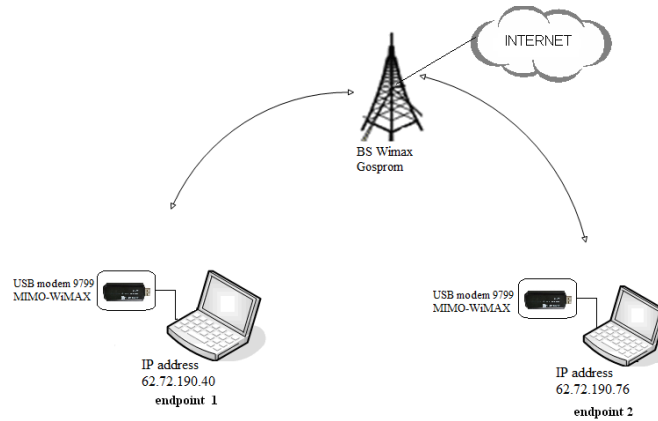 INTERNET
BS Wimax
Gosprom
USB modem 9799
MIMO-WiMAX
IP address
62.72.190.40
endpoint 1
USB modem 9799
MIMO-WiMAX
IP address
62.72.190.76
endpoint 2